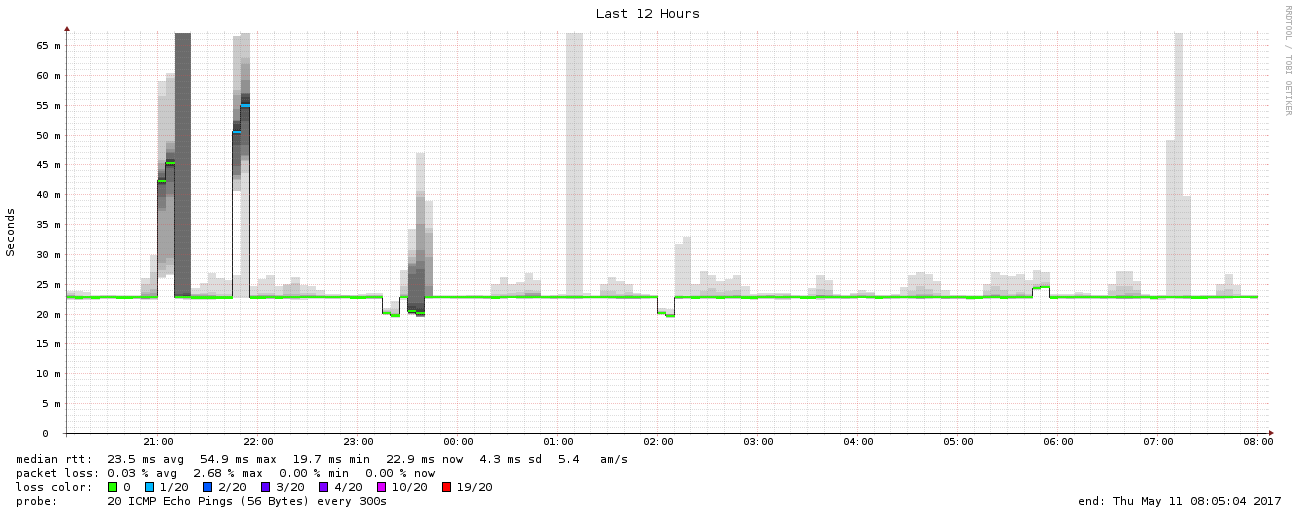 Last 12 Hours
RRDTOOL / TOBI OETIKER
Seconds
65 m
60 m
55 m
50 m
45 m
40 m
35 m
30 m
25 m
20 m
15 m
10 m
5 m
0
21:00 22:00 23:00 00:00 01:00 02:00 03:00 04:00 05:00 06:00 07:00 08:00
median rtt: 23.5 ms avg 54.9 ms max 19.7 ms min 22.9 ms now 4.3 ms sd 5.4 am/s
packet loss: 0.03 % avg 2.68 % max 0.00 % min 0.00 % now
loss color: 0 1/20 2/20 3/20 4/20 10/20 19/20
probe: 20 ICMP Echo Pings (56 Bytes) every 300s end: Thu May 11 08:05:04 2017